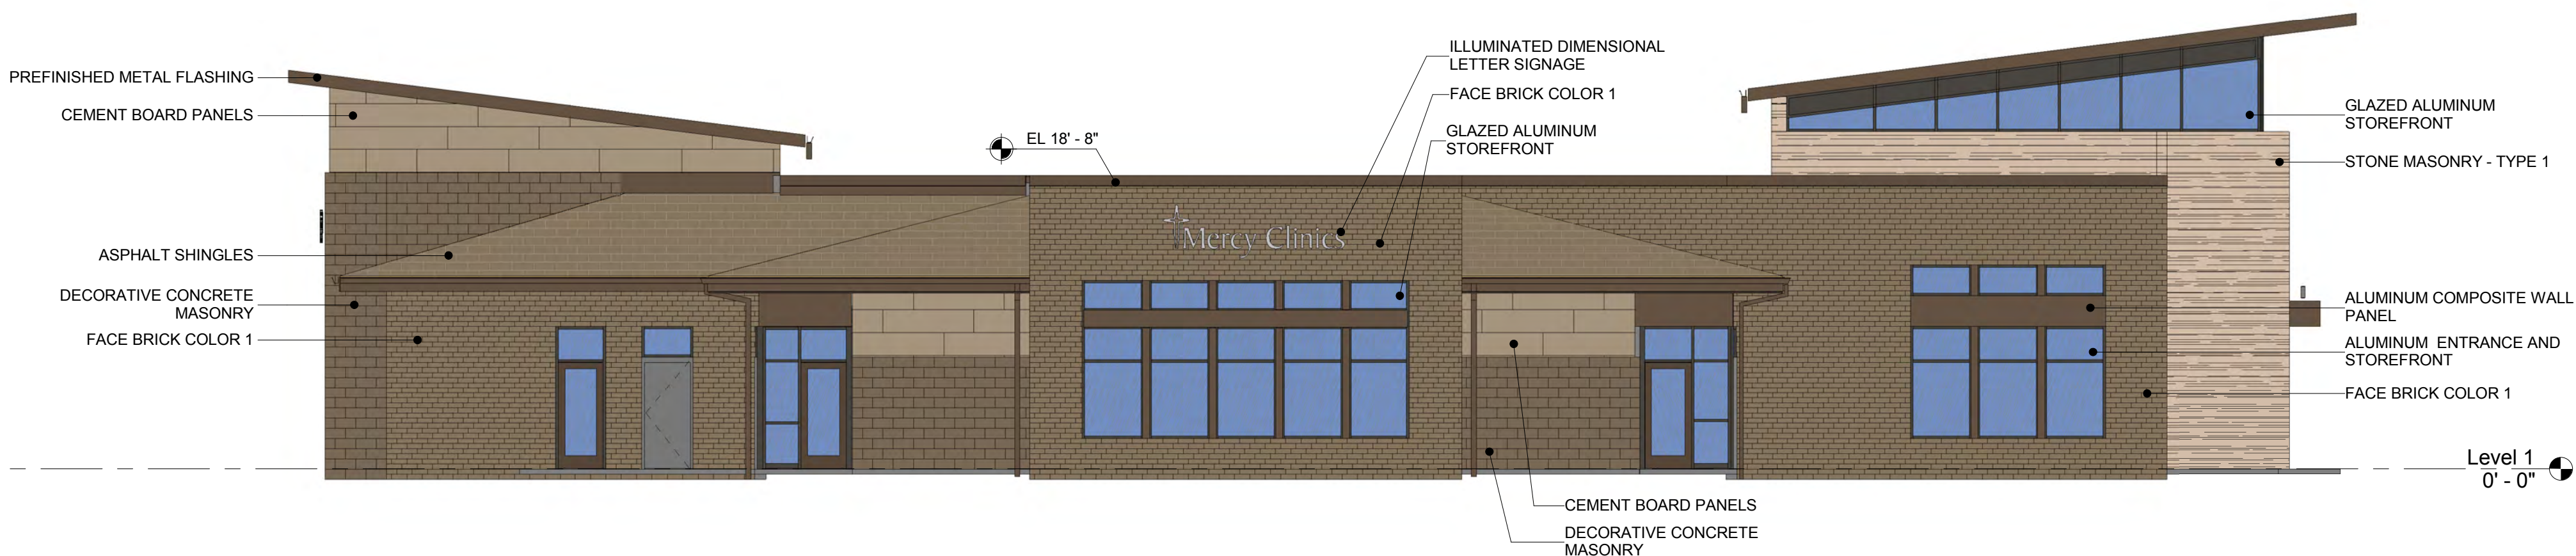 PREFINISHED METAL FLASHING
CEMENT BOARD PANELS
ASPHALT SHINGLES
DECORATIVE CONCRETE
MASONRY
FACE BRICK COLOR 1
EL 18' - 8"
ILLUMINATED DIMENSIONAL
LETTER SIGNAGE
FACE BRICK COLOR 1
GLAZED ALUMINUM
STOREFRONT
Mercy Clinics
CEMENT BOARD PANELS
DECORATIVE CONCRETE
MASONRY
GLAZED ALUMINUM
STOREFRONT
STONE MASONRY - TYPE 1
ALUMINUM COMPOSITE WALL
PANEL
ALUMINUM ENTRANCE AND
STOREFRONT
FACE BRICK COLOR 1
Level 1
0' - 0"